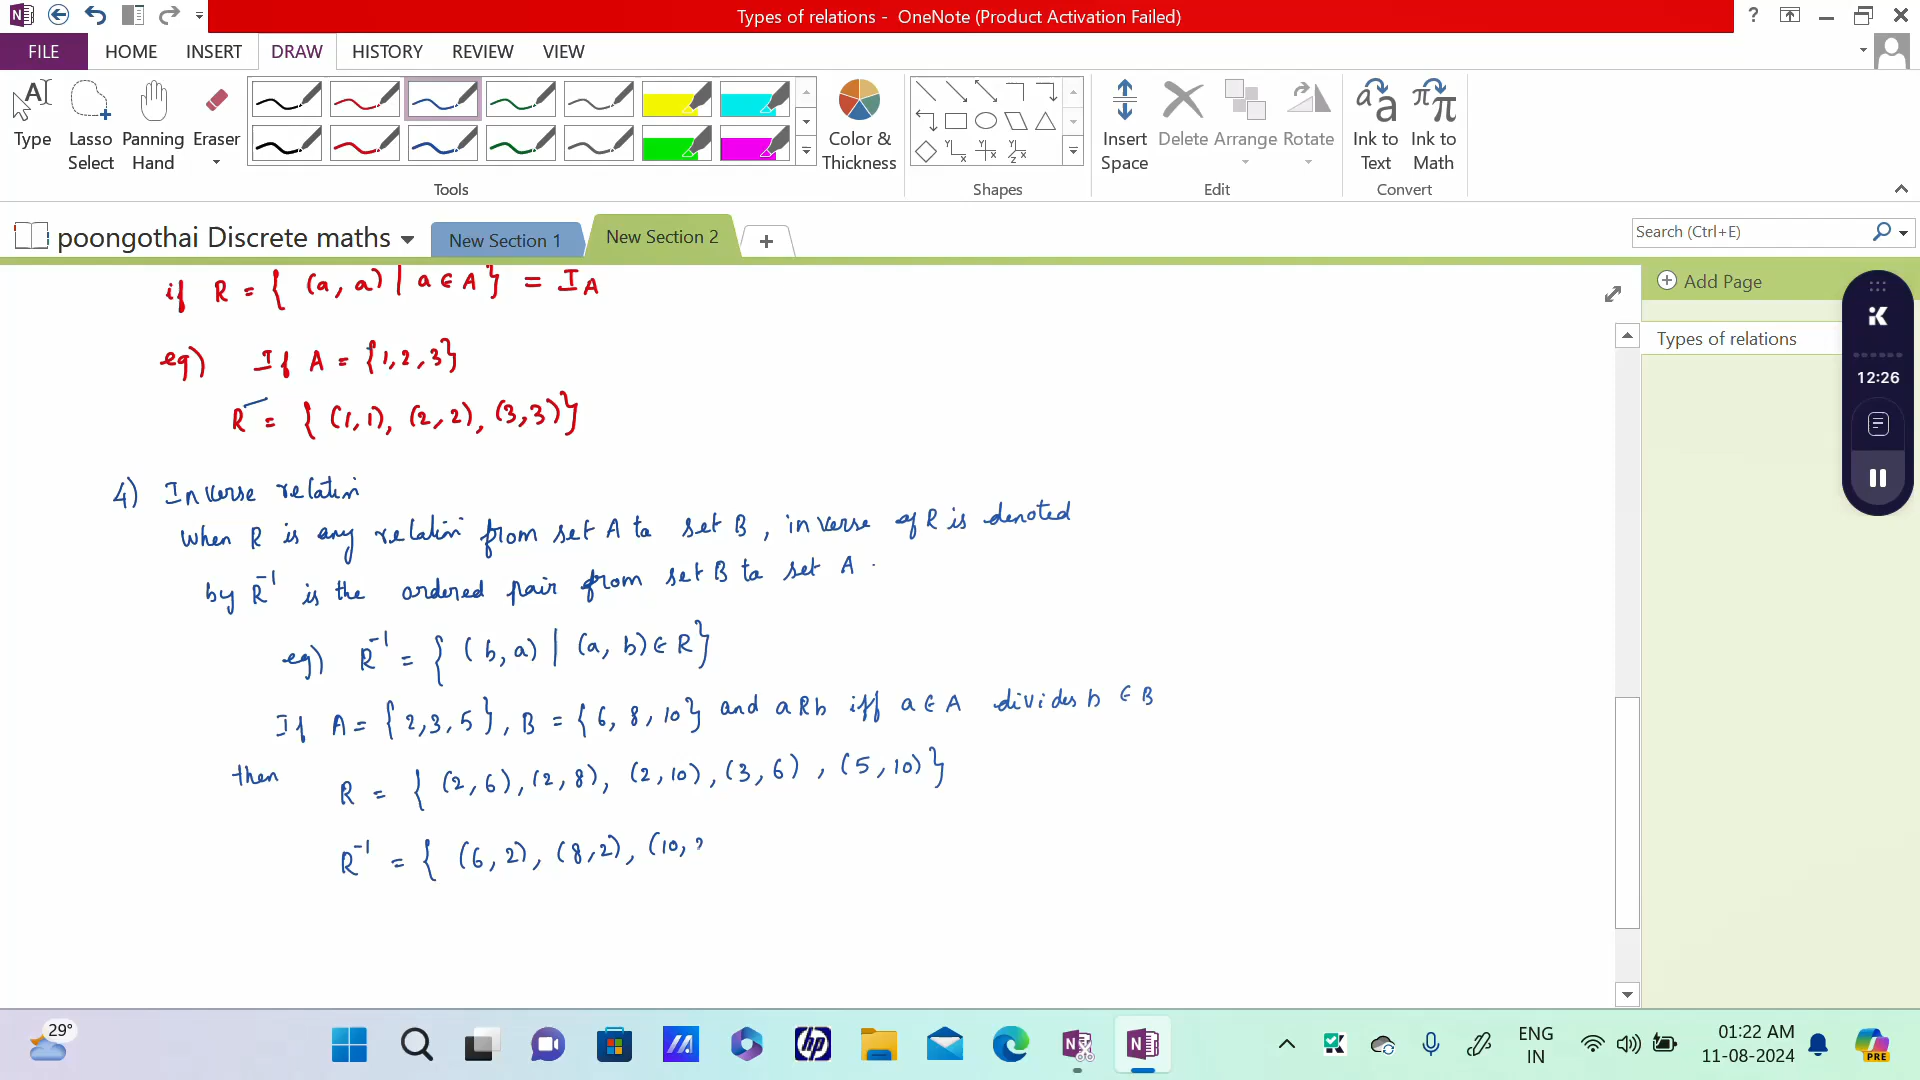 Types of relations - OneNote (Product Activation Failed)
FILE HOME INSERT DRAW HISTORY REVIEW VIEW
Type Lasso Select Panning Hand Eraser Color & Thickness Insert Space Delete Arrange Rotate Ink to Text Ink to Math
Tools Shapes Edit Convert
poongothai Discrete maths New Section 1 New Section 2 Search (Ctrl+E)
Add Page
Types of relations
12:26
if R = { (a, a) | a ∈ A } = I_A
eg) If A = {1, 2, 3}
R = { (1,1), (2,2), (3,3)}
4) Inverse relatin
When R is any relatin from set A to set B, inverse of R is denoted
by R⁻¹ is the ordered pair from set B to set A.
eg) R⁻¹ = { (b, a) | (a, b) ∈ R}
If A = {2, 3, 5}, B = {6, 8, 10} and a R b iff a ∈ A divides b ∈ B
then R = { (2, 6), (2, 8), (2, 10), (3, 6), (5, 10)}
R⁻¹ = { (6, 2), (8, 2), (10,
29°
ENG
IN
01:22 AM
11-08-2024
PRE